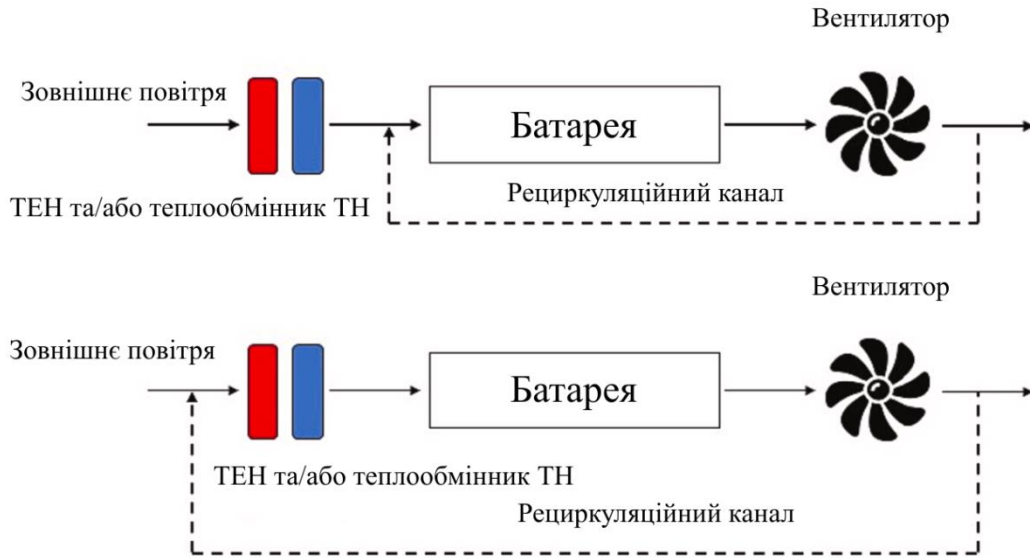 Вентилятор
Зовнішнє повітря
Батарея
ТЕН та/або теплообмінник ТН
Рециркуляційний канал
Вентилятор
Зовнішнє повітря
Батарея
ТЕН та/або теплообмінник ТН
Рециркуляційний канал